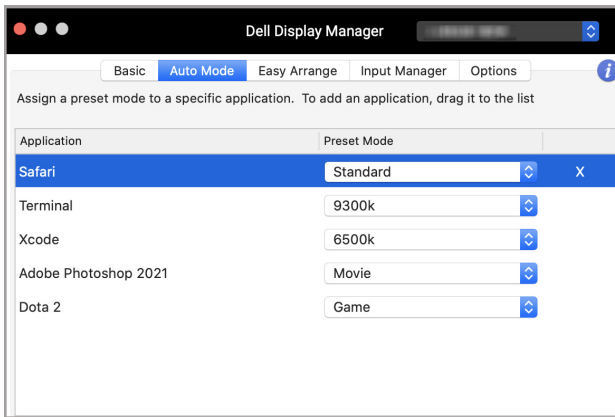 Dell Display Manager
Basic Auto Mode Easy Arrange Input Manager Options i
Assign a preset mode to a specific application. To add an application, drag it to the list
Application Preset Mode
Safari Standard X
Terminal 9300k
Xcode 6500k
Adobe Photoshop 2021 Movie
Dota 2 Game